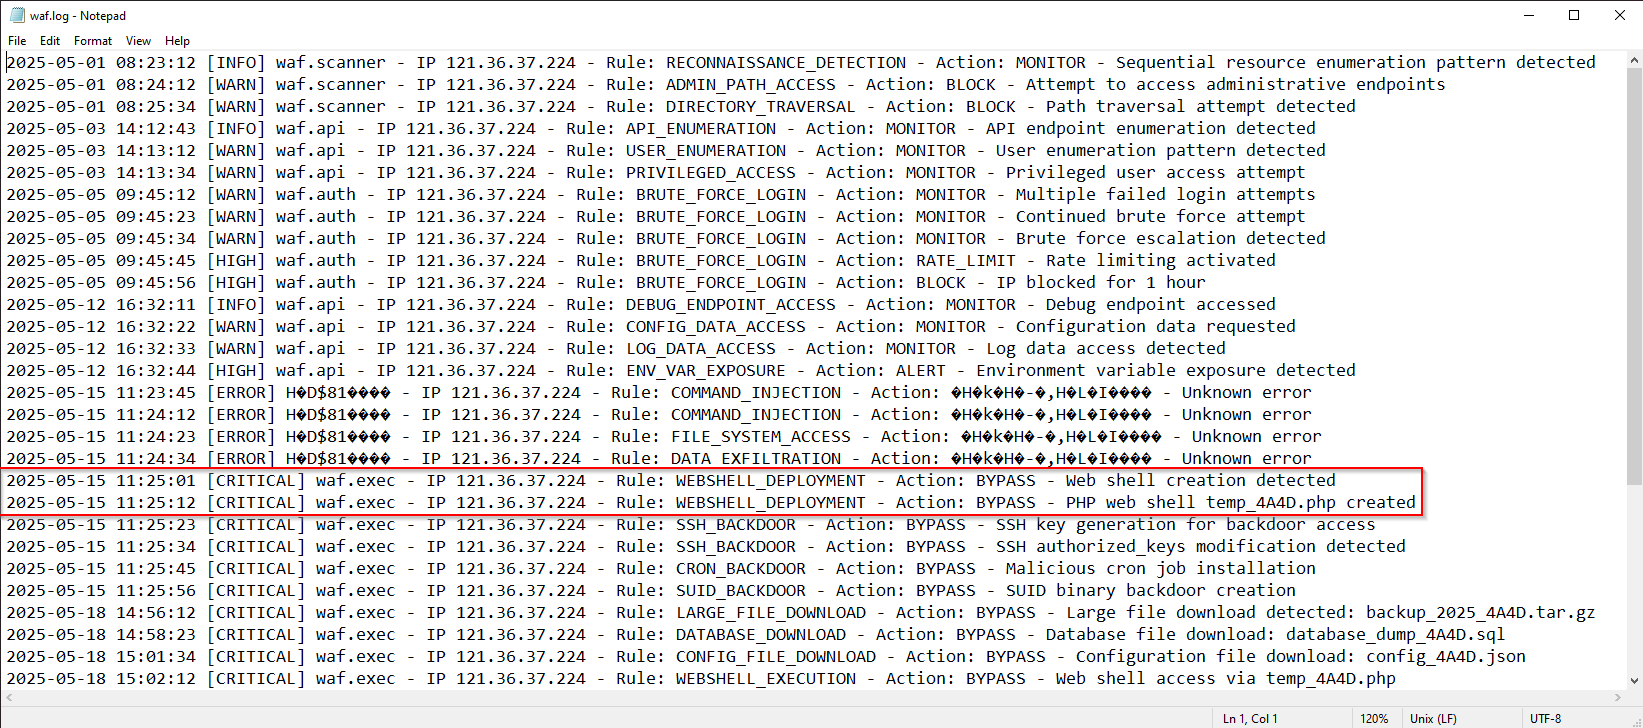 waf.log - Notepad
File Edit Format View Help
2025-05-01 08:23:12 [INFO] waf.scanner - IP 121.36.37.224 - Rule: RECONNAISSANCE_DETECTION - Action: MONITOR - Sequential resource enumeration pattern detected
2025-05-01 08:24:12 [WARN] waf.scanner - IP 121.36.37.224 - Rule: ADMIN_PATH_ACCESS - Action: BLOCK - Attempt to access administrative endpoints
2025-05-01 08:25:34 [WARN] waf.scanner - IP 121.36.37.224 - Rule: DIRECTORY_TRAVERSAL - Action: BLOCK - Path traversal attempt detected
2025-05-03 14:12:43 [INFO] waf.api - IP 121.36.37.224 - Rule: API_ENUMERATION - Action: MONITOR - API endpoint enumeration detected
2025-05-03 14:13:12 [WARN] waf.api - IP 121.36.37.224 - Rule: USER_ENUMERATION - Action: MONITOR - User enumeration pattern detected
2025-05-03 14:13:34 [WARN] waf.api - IP 121.36.37.224 - Rule: PRIVILEGED_ACCESS - Action: MONITOR - Privileged user access attempt
2025-05-05 09:45:12 [WARN] waf.auth - IP 121.36.37.224 - Rule: BRUTE_FORCE_LOGIN - Action: MONITOR - Multiple failed login attempts
2025-05-05 09:45:23 [WARN] waf.auth - IP 121.36.37.224 - Rule: BRUTE_FORCE_LOGIN - Action: MONITOR - Continued brute force attempt
2025-05-05 09:45:34 [WARN] waf.auth - IP 121.36.37.224 - Rule: BRUTE_FORCE_LOGIN - Action: MONITOR - Brute force escalation detected
2025-05-05 09:45:45 [HIGH] waf.auth - IP 121.36.37.224 - Rule: BRUTE_FORCE_LOGIN - Action: RATE_LIMIT - Rate limiting activated
2025-05-05 09:45:56 [HIGH] waf.auth - IP 121.36.37.224 - Rule: BRUTE_FORCE_LOGIN - Action: BLOCK - IP blocked for 1 hour
2025-05-12 16:32:11 [INFO] waf.api - IP 121.36.37.224 - Rule: DEBUG_ENDPOINT_ACCESS - Action: MONITOR - Debug endpoint accessed
2025-05-12 16:32:22 [WARN] waf.api - IP 121.36.37.224 - Rule: CONFIG_DATA_ACCESS - Action: MONITOR - Configuration data requested
2025-05-12 16:32:33 [WARN] waf.api - IP 121.36.37.224 - Rule: LOG_DATA_ACCESS - Action: MONITOR - Log data access detected
2025-05-12 16:32:44 [HIGH] waf.api - IP 121.36.37.224 - Rule: ENV_VAR_EXPOSURE - Action: ALERT - Environment variable exposure detected
2025-05-15 11:23:45 [ERROR] H�D$81���� - IP 121.36.37.224 - Rule: COMMAND_INJECTION - Action: �H�k�H�-�,H�L�I���� - Unknown error
2025-05-15 11:24:12 [ERROR] H�D$81���� - IP 121.36.37.224 - Rule: COMMAND_INJECTION - Action: �H�k�H�-�,H�L�I���� - Unknown error
2025-05-15 11:24:23 [ERROR] H�D$81���� - IP 121.36.37.224 - Rule: FILE_SYSTEM_ACCESS - Action: �H�k�H�-�,H�L�I���� - Unknown error
2025-05-15 11:24:34 [ERROR] H�D$81���� - IP 121.36.37.224 - Rule: DATA_EXFILTRATION - Action: �H�k�H�-�,H�L�I���� - Unknown error
2025-05-15 11:25:01 [CRITICAL] waf.exec - IP 121.36.37.224 - Rule: WEBSHELL_DEPLOYMENT - Action: BYPASS - Web shell creation detected
2025-05-15 11:25:12 [CRITICAL] waf.exec - IP 121.36.37.224 - Rule: WEBSHELL_DEPLOYMENT - Action: BYPASS - PHP web shell temp_4A4D.php created
2025-05-15 11:25:23 [CRITICAL] waf.exec - IP 121.36.37.224 - Rule: SSH_BACKDOOR - Action: BYPASS - SSH key generation for backdoor access
2025-05-15 11:25:34 [CRITICAL] waf.exec - IP 121.36.37.224 - Rule: SSH_BACKDOOR - Action: BYPASS - SSH authorized_keys modification detected
2025-05-15 11:25:45 [CRITICAL] waf.exec - IP 121.36.37.224 - Rule: CRON_BACKDOOR - Action: BYPASS - Malicious cron job installation
2025-05-15 11:25:56 [CRITICAL] waf.exec - IP 121.36.37.224 - Rule: SUID_BACKDOOR - Action: BYPASS - SUID binary backdoor creation
2025-05-18 14:56:12 [CRITICAL] waf.exec - IP 121.36.37.224 - Rule: LARGE_FILE_DOWNLOAD - Action: BYPASS - Large file download detected: backup_2025_4A4D.tar.gz
2025-05-18 14:58:23 [CRITICAL] waf.exec - IP 121.36.37.224 - Rule: DATABASE_DOWNLOAD - Action: BYPASS - Database file download: database_dump_4A4D.sql
2025-05-18 15:01:34 [CRITICAL] waf.exec - IP 121.36.37.224 - Rule: CONFIG_FILE_DOWNLOAD - Action: BYPASS - Configuration file download: config_4A4D.json
2025-05-18 15:02:12 [CRITICAL] waf.exec - IP 121.36.37.224 - Rule: WEBSHELL_EXECUTION - Action: BYPASS - Web shell access via temp_4A4D.php
Ln 1, Col 1 120% Unix (LF) UTF-8